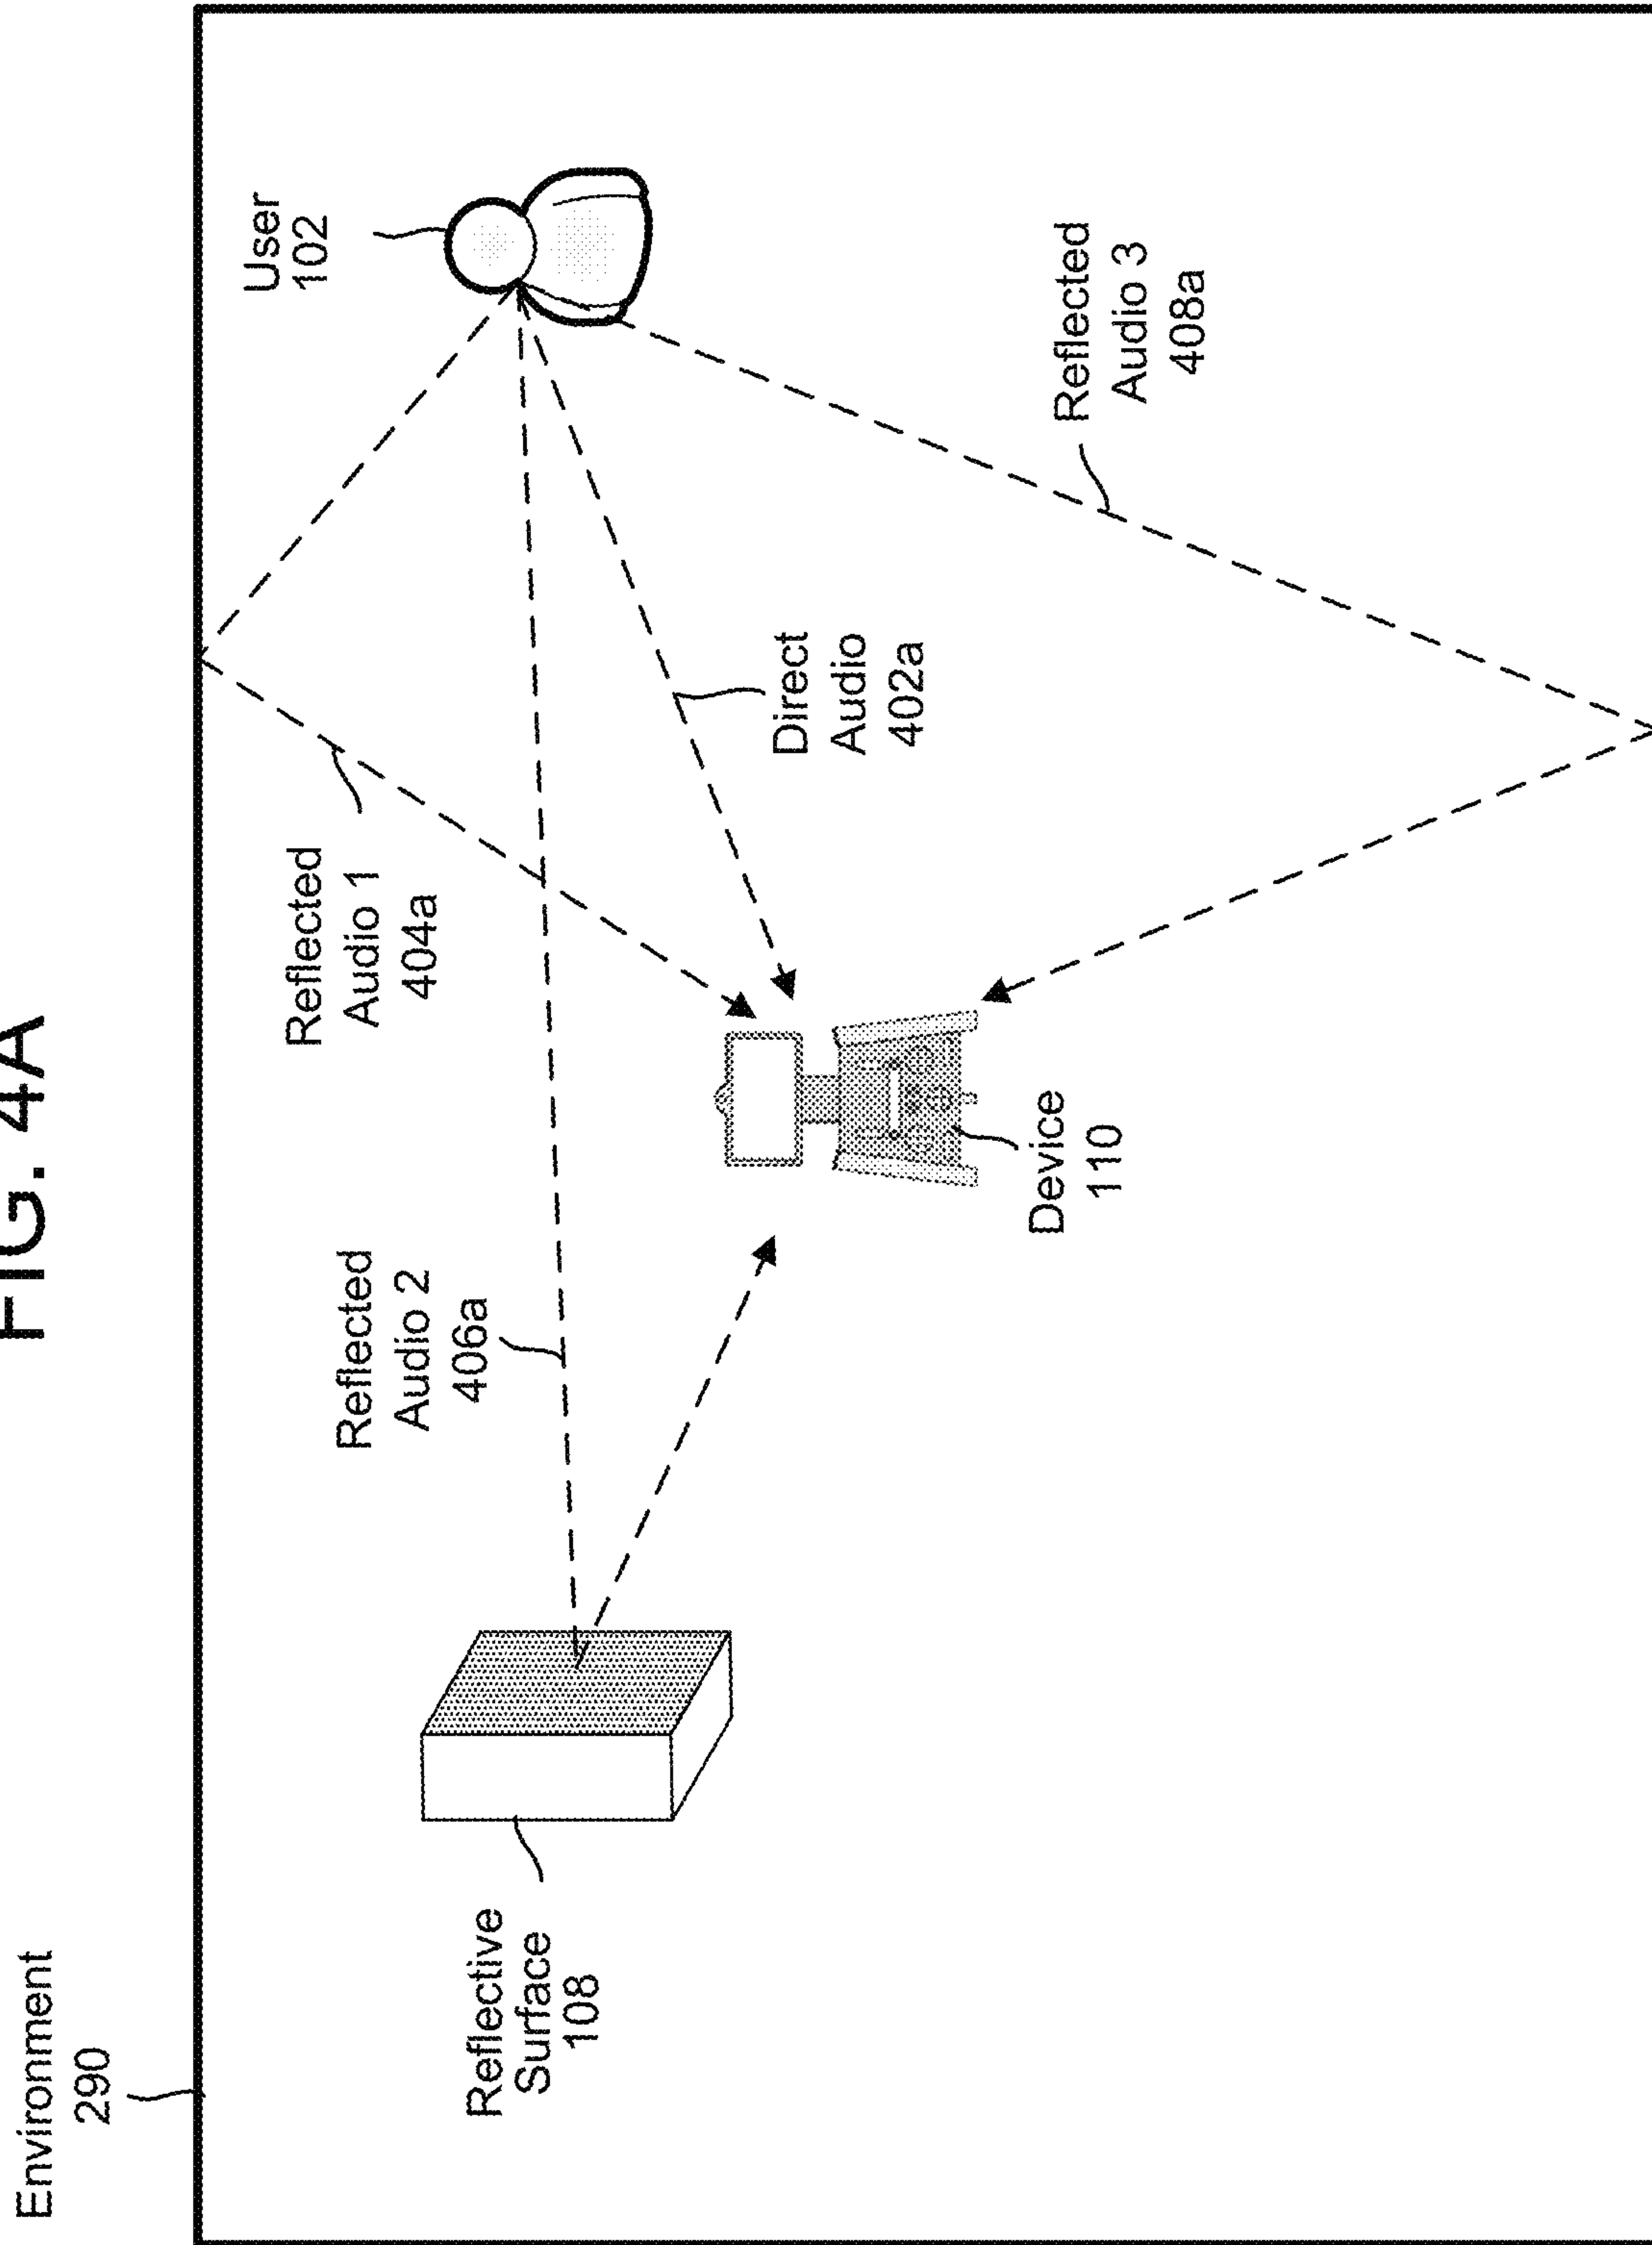 FIG. 4A
Environment
290
User
102
Reflected
Audio 1
404a
Reflected
Audio 2
406a
Direct
Audio
402a
Reflected
Audio 3
408a
Reflective
Surface
108
Device
110